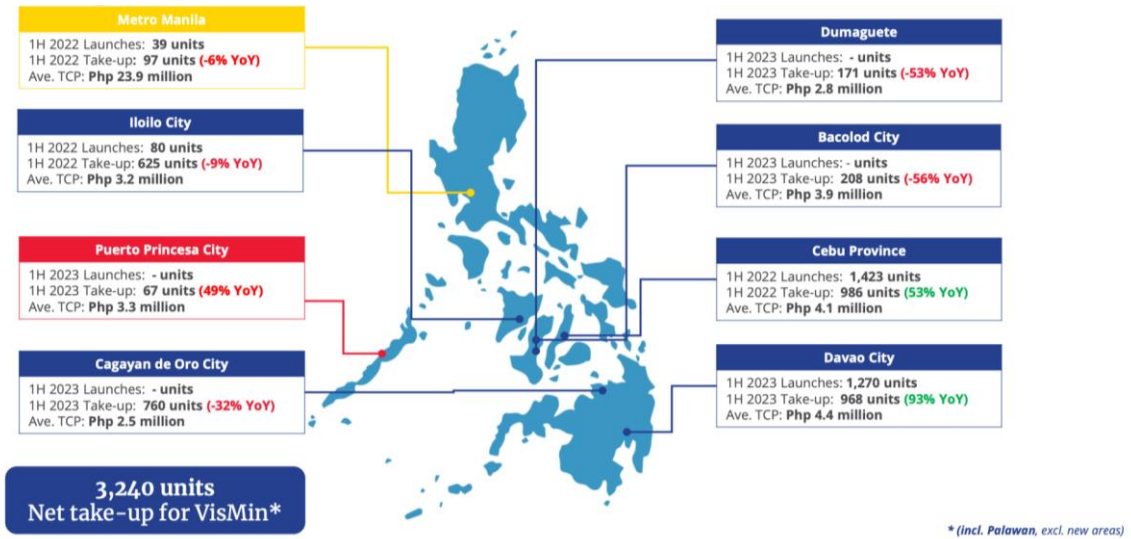 Metro Manila
1H 2022 Launches: 39 units
1H 2022 Take-up: 97 units (-6% YoY)
Ave. TCP: Php 23.9 million
Iloilo City
1H 2022 Launches: 80 units
1H 2022 Take-up: 625 units (-9% YoY)
Ave. TCP: Php 3.2 million
Puerto Princesa City
1H 2023 Launches: - units
1H 2023 Take-up: 67 units (49% YoY)
Ave. TCP: Php 3.3 million
Cagayan de Oro City
1H 2023 Launches: - units
1H 2023 Take-up: 760 units (-32% YoY)
Ave. TCP: Php 2.5 million
3,240 units
Net take-up for VisMin*
Dumaguete
1H 2023 Launches: - units
1H 2023 Take-up: 171 units (-53% YoY)
Ave. TCP: Php 2.8 million
Bacolod City
1H 2023 Launches: - units
1H 2023 Take-up: 208 units (-56% YoY)
Ave. TCP: Php 3.9 million
Cebu Province
1H 2022 Launches: 1,423 units
1H 2022 Take-up: 986 units (53% YoY)
Ave. TCP: Php 4.1 million
Davao City
1H 2023 Launches: 1,270 units
1H 2023 Take-up: 968 units (93% YoY)
Ave. TCP: Php 4.4 million
* (incl. Palawan, excl. new areas)